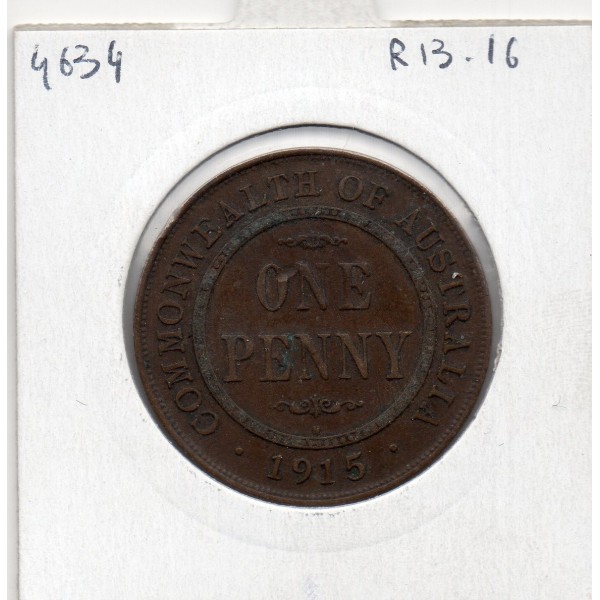 4634 R13-16
COMMONWEALTH OF AUSTRALIA
ONE
PENNY
· 1915 ·